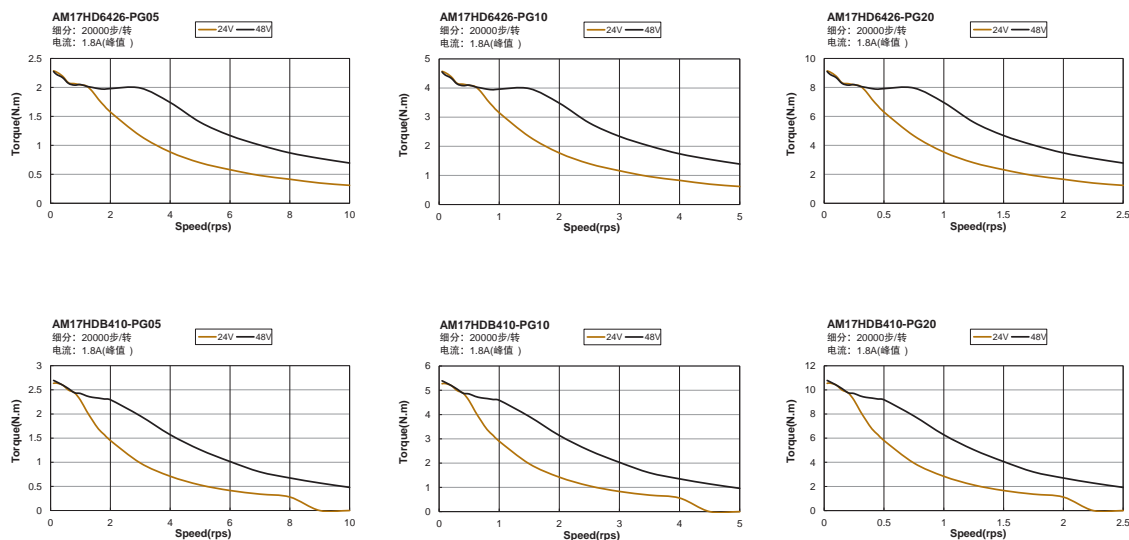 AM17HD6426-PG05
细分：20000步/转
电流：1.8A(峰值 )
24V
48V
Torque(N.m)
2.5
2
1.5
1
0.5
0
0
2
4
6
8
10
Speed(rps)
AM17HD6426-PG10
细分：20000步/转
电流：1.8A(峰值 )
24V
48V
Torque(N.m)
5
4
3
2
1
0
0
1
2
3
4
5
Speed(rps)
AM17HD6426-PG20
细分：20000步/转
电流：1.8A(峰值 )
24V
48V
Torque(N.m)
10
8
6
4
2
0
0
0.5
1
1.5
2
2.5
Speed(rps)
AM17HDB410-PG05
细分：20000步/转
电流：1.8A(峰值 )
24V
48V
Torque(N.m)
3
2.5
2
1.5
1
0.5
0
0
2
4
6
8
10
Speed(rps)
AM17HDB410-PG10
细分：20000步/转
电流：1.8A(峰值 )
24V
48V
Torque(N.m)
6
5
4
3
2
1
0
0
1
2
3
4
5
Speed(rps)
AM17HDB410-PG20
细分：20000步/转
电流：1.8A(峰值 )
24V
48V
Torque(N.m)
12
10
8
6
4
2
0
0
0.5
1
1.5
2
2.5
Speed(rps)